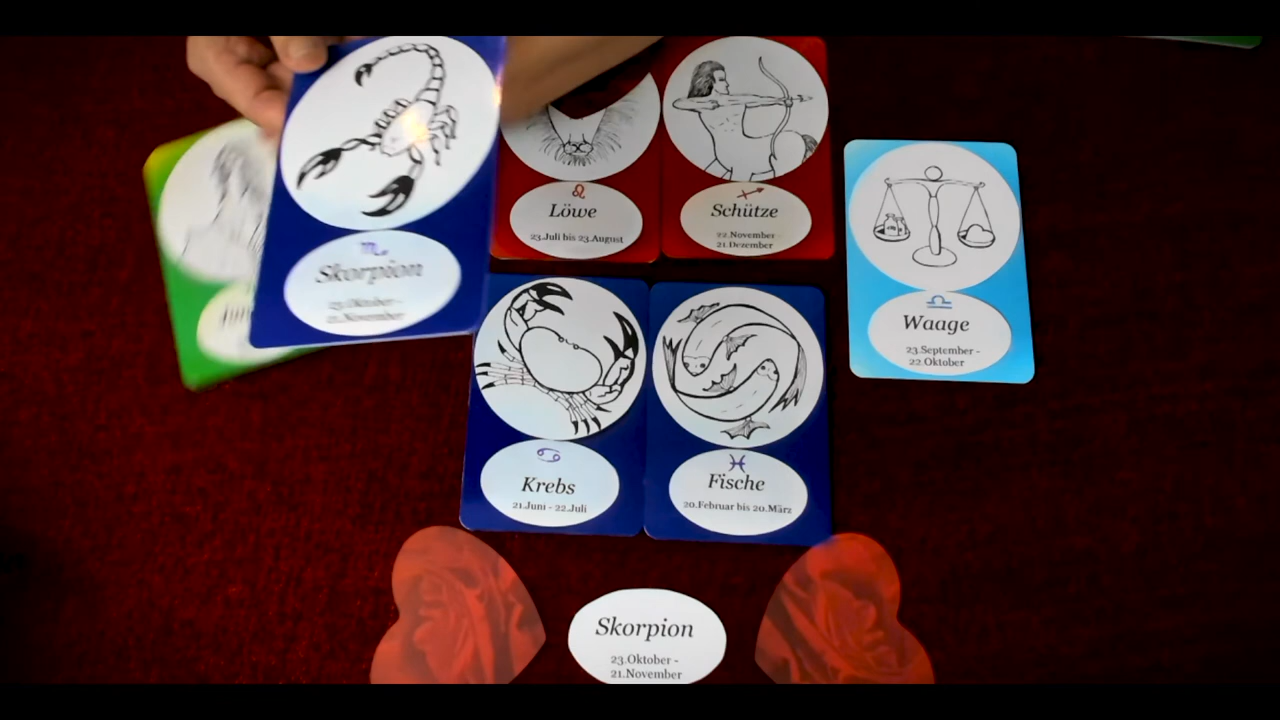 Skorpion
23.Oktober -
21.November
Löwe
23.Juli bis 23.August
Schütze
22.November -
21.Dezember
Waage
23.September -
22.Oktober
Krebs
21.Juni - 22.Juli
Fische
20.Februar bis 20.März
Skorpion
23.Oktober -
21.November